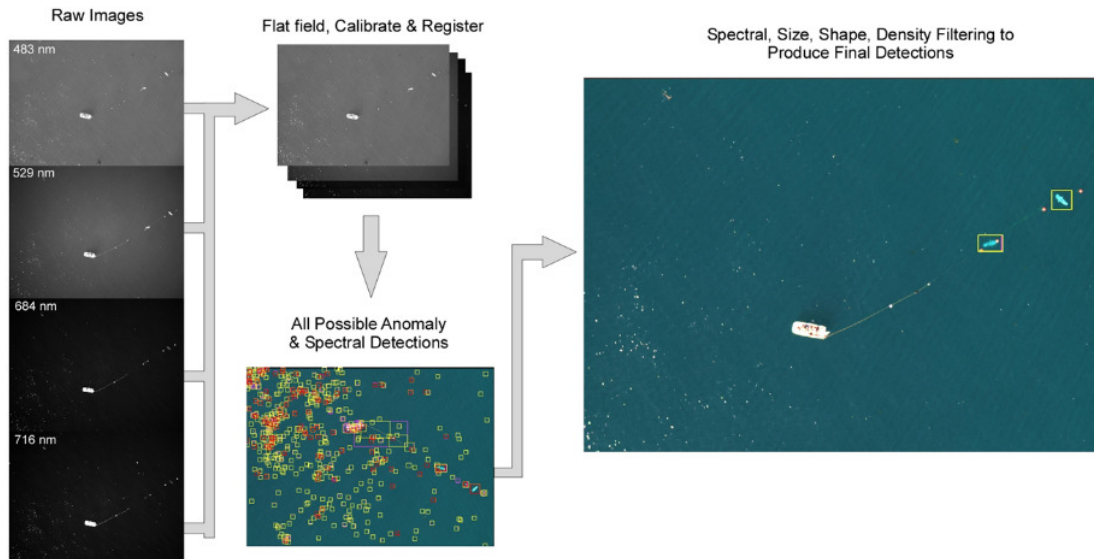 Raw Images
483 nm
529 nm
684 nm
716 nm
Flat field, Calibrate & Register
All Possible Anomaly
& Spectral Detections
Spectral, Size, Shape, Density Filtering to
Produce Final Detections